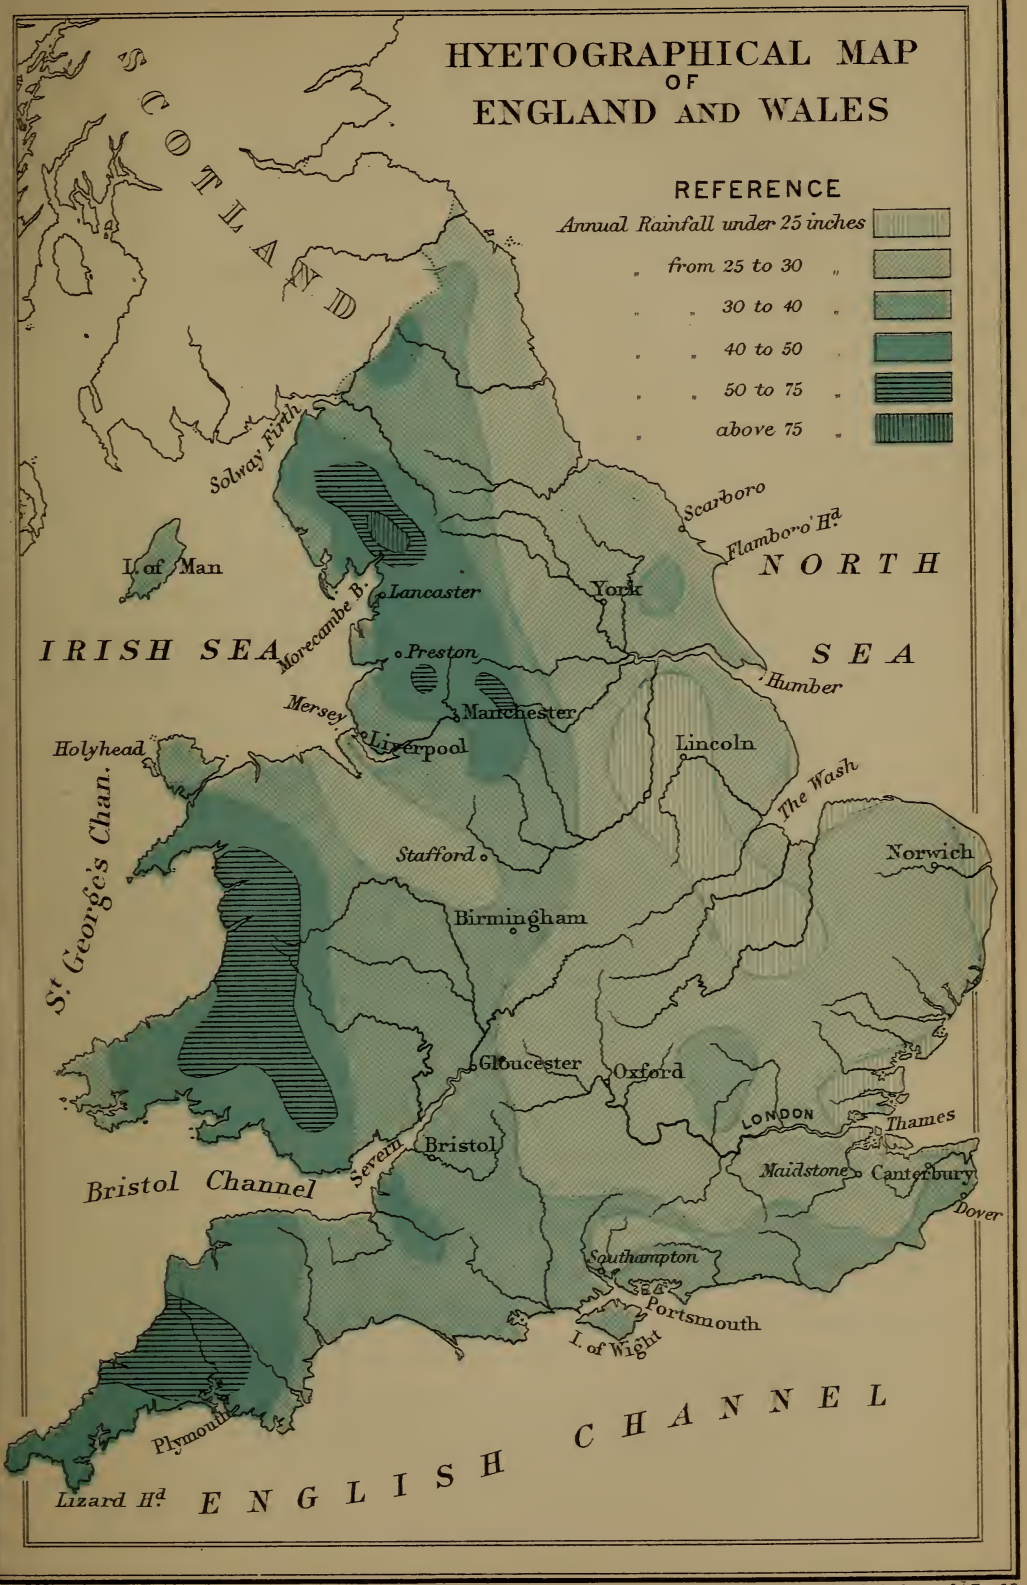 HYETOGRAPHICAL MAP
OF
ENGLAND AND WALES
REFERENCE
Annual Rainfall under 25 inches
„ from 25 to 30 „
„ „ 30 to 40 „
„ „ 40 to 50 „
„ „ 50 to 75 „
„ above 75 „
SCOTLAND
Solway Firth
Scarboro
Flamboro' Hd
NORTH
SEA
I. of Man
York
Lancaster
Morecambe B.
IRISH SEA
Preston
Humber
Mersey
Manchester
Liverpool
Lincoln
Holyhead
The Wash
St George's Chan.
Stafford
Norwich
Birmingham
Gloucester
Oxford
LONDON
Thames
Severn
Bristol
Maidstone
Canterbury
Bristol Channel
Dover
Southampton
Portsmouth
I. of Wight
Plymouth
Lizard Hd
ENGLISH CHANNEL